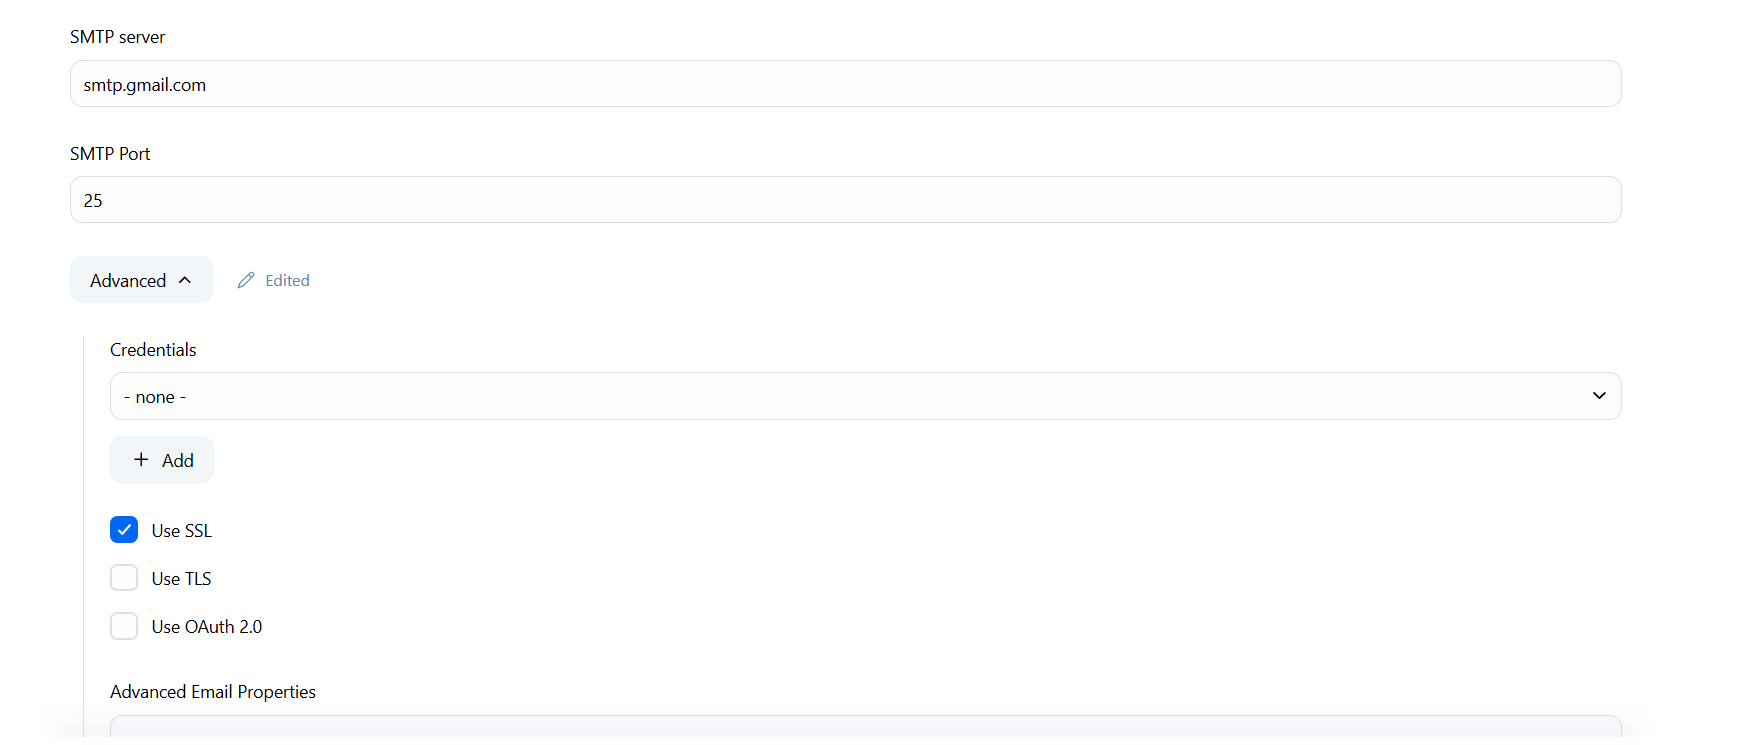 SMTP server
smtp.gmail.com
SMTP Port
25
Advanced Edited
Credentials
- none -
Add
Use SSL
Use TLS
Use OAuth 2.0
Advanced Email Properties